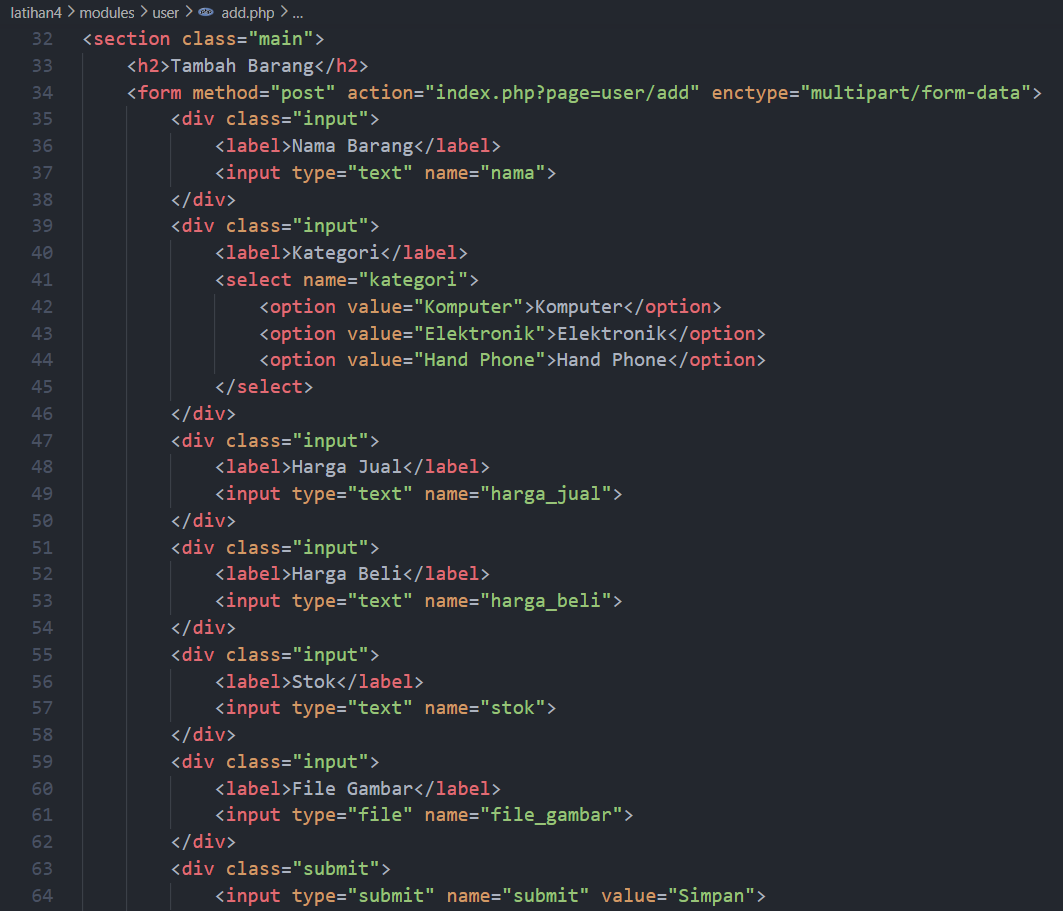 latihan4 > modules > user > add.php > ...
32 <section class="main">
33 <h2>Tambah Barang</h2>
34 <form method="post" action="index.php?page=user/add" enctype="multipart/form-data">
35 <div class="input">
36 <label>Nama Barang</label>
37 <input type="text" name="nama">
38 </div>
39 <div class="input">
40 <label>Kategori</label>
41 <select name="kategori">
42 <option value="Komputer">Komputer</option>
43 <option value="Elektronik">Elektronik</option>
44 <option value="Hand Phone">Hand Phone</option>
45 </select>
46 </div>
47 <div class="input">
48 <label>Harga Jual</label>
49 <input type="text" name="harga_jual">
50 </div>
51 <div class="input">
52 <label>Harga Beli</label>
53 <input type="text" name="harga_beli">
54 </div>
55 <div class="input">
56 <label>Stok</label>
57 <input type="text" name="stok">
58 </div>
59 <div class="input">
60 <label>File Gambar</label>
61 <input type="file" name="file_gambar">
62 </div>
63 <div class="submit">
64 <input type="submit" name="submit" value="Simpan">